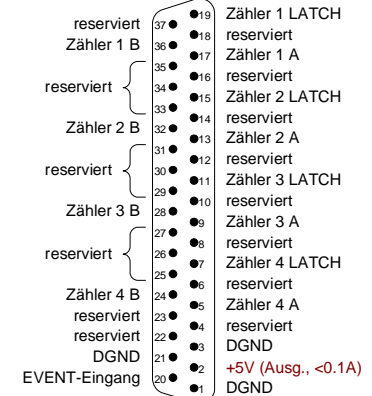 reserviert 37 19 Zähler 1 LATCH
Zähler 1 B 36 18 reserviert
35 17 Zähler 1 A
reserviert 34 16 reserviert
33 15 Zähler 2 LATCH
Zähler 2 B 32 14 reserviert
31 13 Zähler 2 A
reserviert 30 12 reserviert
29 11 Zähler 3 LATCH
Zähler 3 B 28 10 reserviert
27 9 Zähler 3 A
reserviert 26 8 reserviert
25 7 Zähler 4 LATCH
Zähler 4 B 24 6 reserviert
reserviert 23 5 Zähler 4 A
reserviert 22 4 reserviert
DGND 21 3 DGND
EVENT-Eingang 20 2 +5V (Ausg., <0.1A)
1 DGND